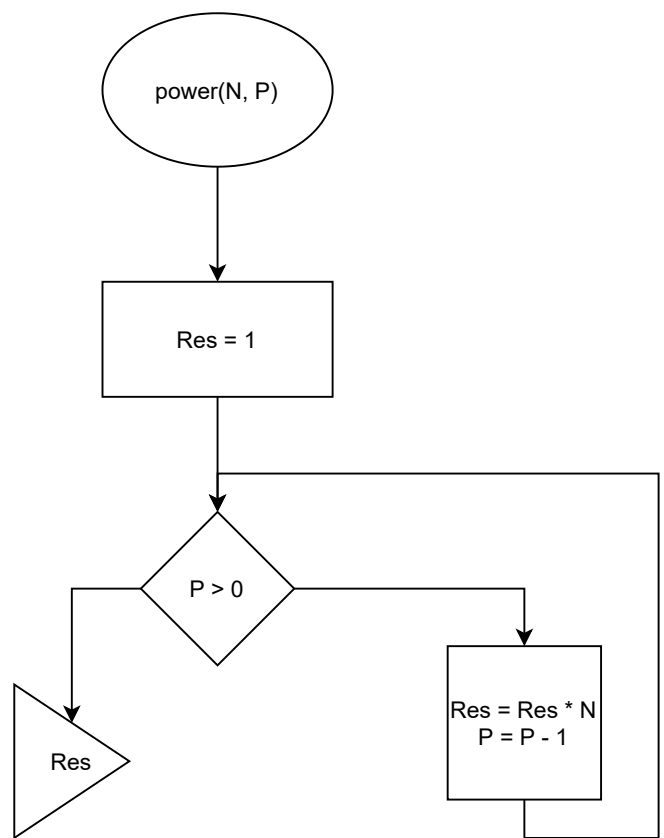 power(N, P)
Res = 1
P > 0
Res
Res = Res * N
P = P - 1